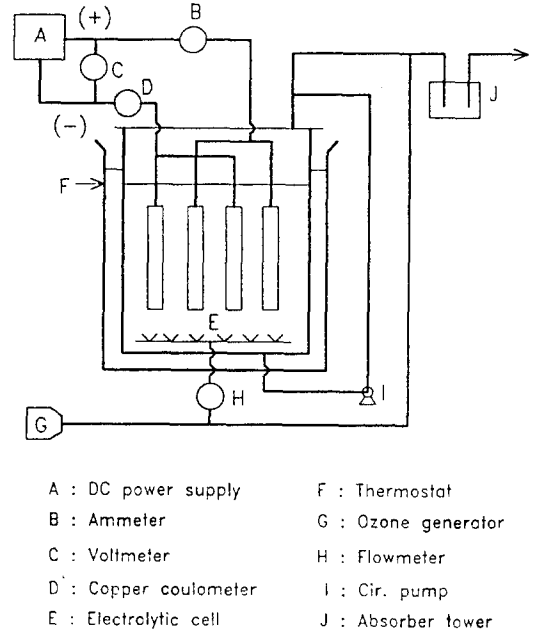 B
(+)
A
C
D
J
(-)
F
E
H
I
G
A : DC power supply
B : Ammeter
C : Voltmeter
D : Copper coulometer
E : Electrolytic cell
F : Thermostat
G : Ozone generator
H : Flowmeter
I : Cir. pump
J : Absorber tower